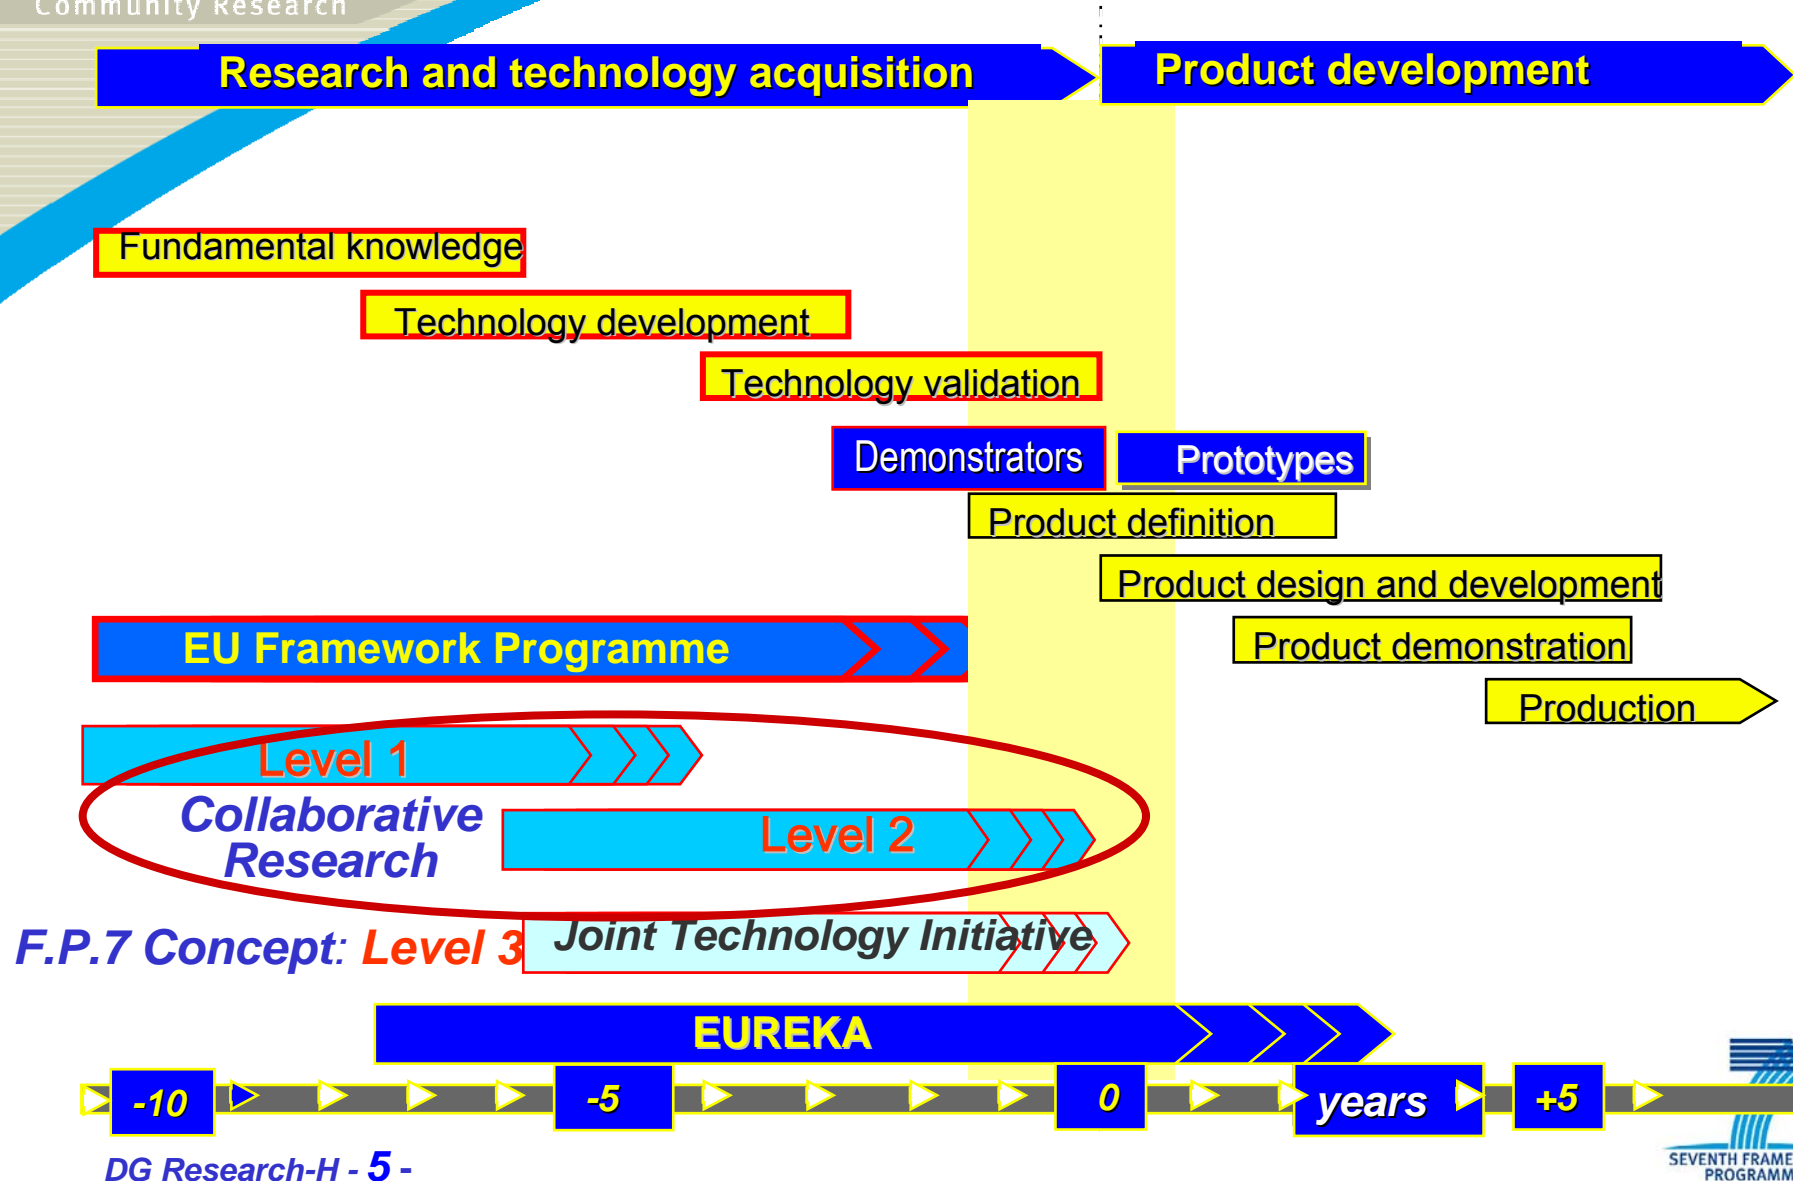 Community Research
Research and technology acquisition
Product development
Fundamental knowledge
Technology development
Technology validation
Demonstrators
Prototypes
Product definition
Product design and development
EU Framework Programme
Product demonstration
Production
Level 1
Collaborative
Research
Level 2
F.P.7 Concept: Level 3
Joint Technology Initiative
EUREKA
-10
-5
0
years
+5
DG Research-H - 5 -
SEVENTH FRAME
PROGRAMM